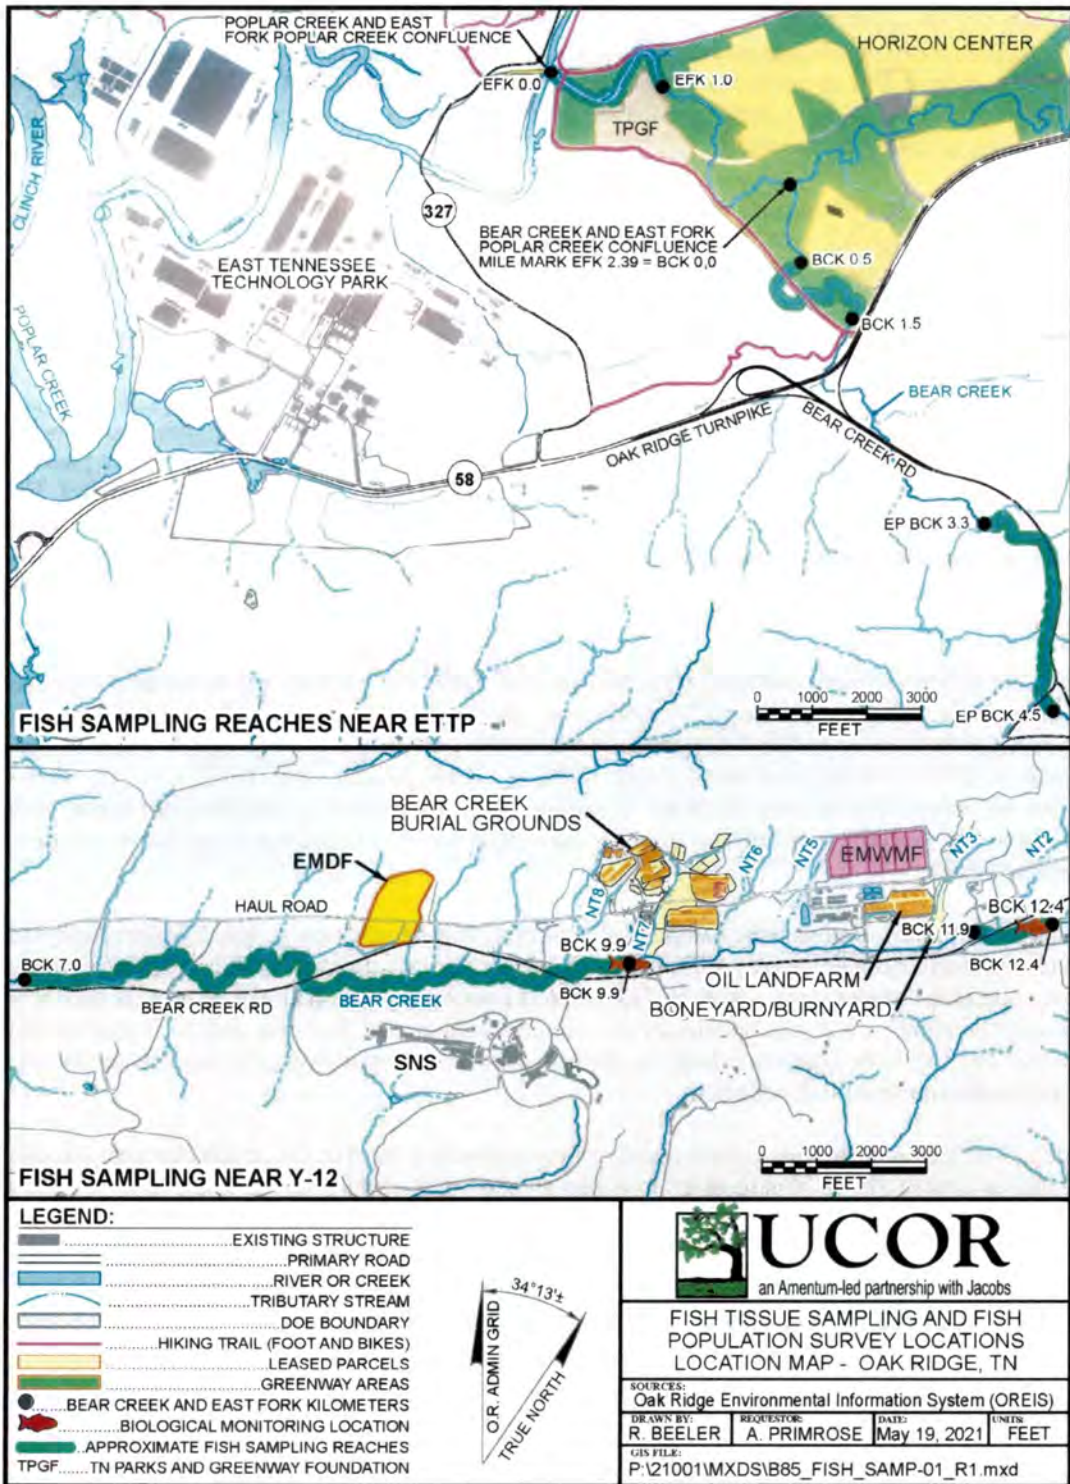 POPLAR CREEK AND EAST
FORK POPLAR CREEK CONFLUENCE
HORIZON CENTER
EFK 0.0
EFK 1.0
TPGF
CLINCH RIVER
327
BEAR CREEK AND EAST FORK
POPLAR CREEK CONFLUENCE
MILE MARK EFK 2.39 = BCK 0,0
EAST TENNESSEE
TECHNOLOGY PARK
BCK 0.5
POPLAR CREEK
BCK 1.5
BEAR CREEK
OAK RIDGE TURNPIKE
BEAR CREEK RD
58
EP BCK 3.3
0 1000 2000 3000
FEET
EP BCK 4.5
FISH SAMPLING REACHES NEAR ETTP
BEAR CREEK
BURIAL GROUNDS
EMDF
HAUL ROAD
NT8
NT7
NT6
NT5
EMWMF
NT3
NT2
BCK 12.4
BCK 9.9
BCK 11.9
BCK 7.0
BCK 9.9
BCK 12.4
OIL LANDFARM
BEAR CREEK RD
BEAR CREEK
BONEYARD/BURNYARD
SNS
0 1000 2000 3000
FEET
FISH SAMPLING NEAR Y-12
LEGEND:
EXISTING STRUCTURE
PRIMARY ROAD
RIVER OR CREEK
TRIBUTARY STREAM
DOE BOUNDARY
HIKING TRAIL (FOOT AND BIKES)
LEASED PARCELS
GREENWAY AREAS
BEAR CREEK AND EAST FORK KILOMETERS
BIOLOGICAL MONITORING LOCATION
APPROXIMATE FISH SAMPLING REACHES
TPGF......TN PARKS AND GREENWAY FOUNDATION
34°13'±
O.R. ADMIN GRID
TRUE NORTH
UCOR
an Amentum-led partnership with Jacobs
FISH TISSUE SAMPLING AND FISH
POPULATION SURVEY LOCATIONS
LOCATION MAP - OAK RIDGE, TN
SOURCES:
Oak Ridge Environmental Information System (OREIS)
DRAWN BY: REQUESTOR: DATE: UNITS:
R. BEELER A. PRIMROSE May 19, 2021 FEET
GIS FILE:
P:\21001\MXDS\B85_FISH_SAMP-01_R1.mxd